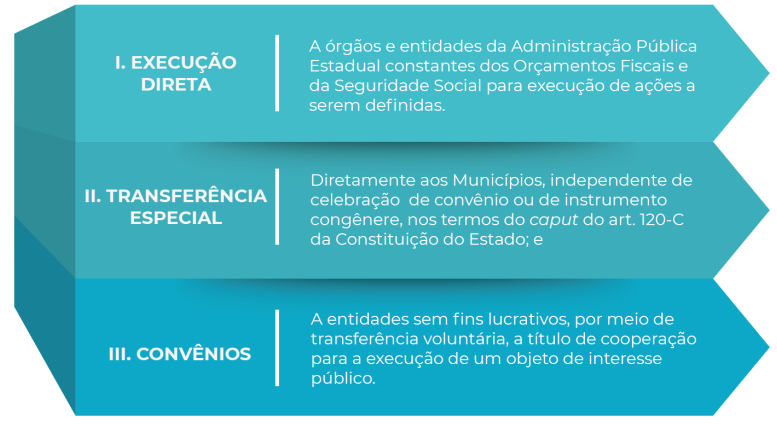 I. EXECUÇÃO
DIRETA
A órgãos e entidades da Administração Pública
Estadual constantes dos Orçamentos Fiscais e
da Seguridade Social para execução de ações a
serem definidas.
II. TRANSFERÊNCIA
ESPECIAL
Diretamente aos Municípios, independente de
celebração de convênio ou de instrumento
congênere, nos termos do caput do art. 120-C
da Constituição do Estado; e
III. CONVÊNIOS
A entidades sem fins lucrativos, por meio de
transferência voluntária, a título de cooperação
para a execução de um objeto de interesse
público.